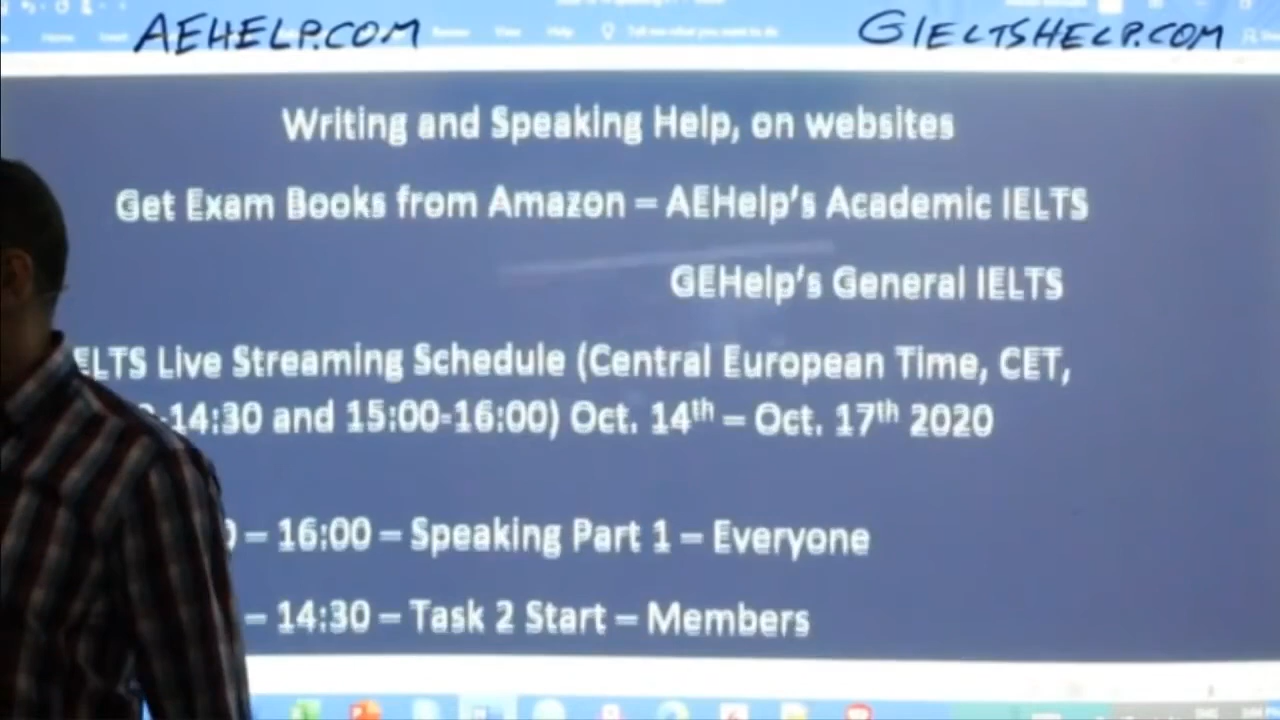 AEHELP.COM
GIELTSHELP.COM
Writing and Speaking Help, on websites
Get Exam Books from Amazon – AEHelp's Academic IELTS
GEHelp's General IELTS
ELTS Live Streaming Schedule (Central European Time, CET,
-14:30 and 15:00-16:00) Oct. 14th – Oct. 17th 2020
– 16:00 – Speaking Part 1 – Everyone
– 14:30 – Task 2 Start – Members